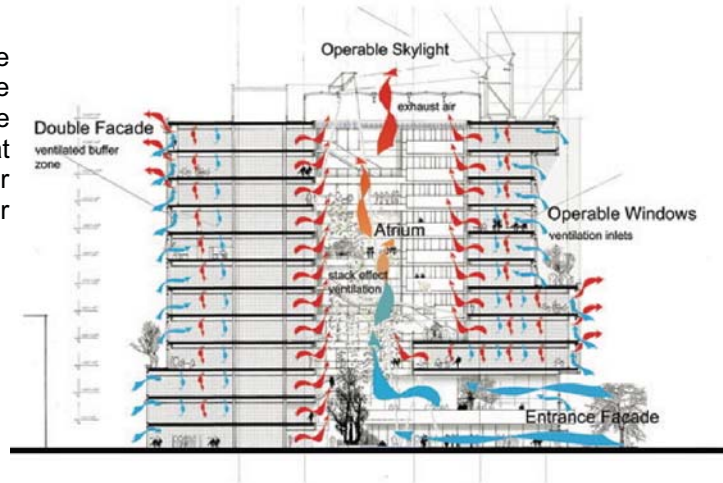 e
e
e
at
r
r
Operable Skylight
exhaust air
Double Facade
ventilated buffer
zone
Operable Windows
ventilation inlets
Atrium
stack effect
ventilation
Entrance Facade